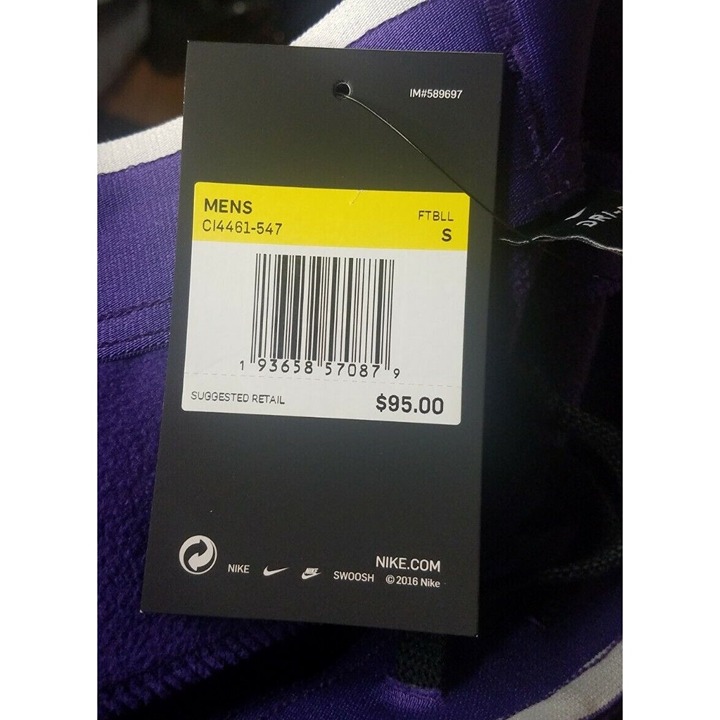 IM#589697
MENS
FTBLL
CI4461-547
S
1 93658 57087 9
SUGGESTED RETAIL
$95.00
NIKE.COM
NIKE
SWOOSH © 2016 Nike